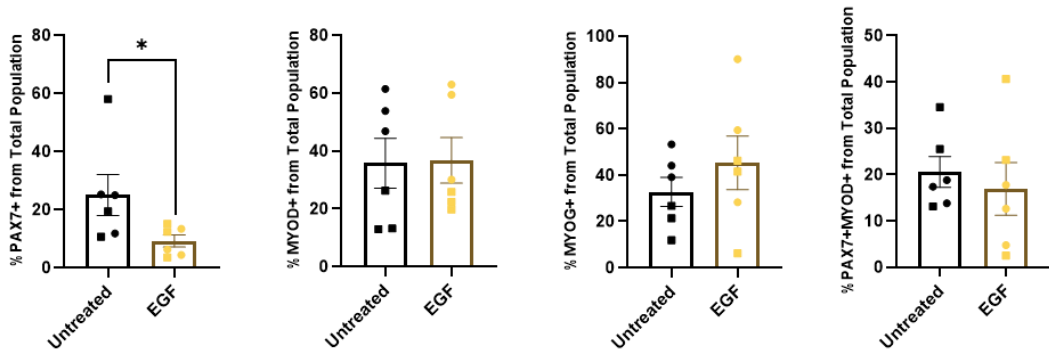 % PAX7+ from Total Population
80
60
40
20
0
*
Untreated
EGF
% MYOD+ from Total Population
80
60
40
20
0
Untreated
EGF
% MYOG+ from Total Population
100
80
60
40
20
0
Untreated
EGF
% PAX7+MYOD+ from Total Population
50
40
30
20
10
0
Untreated
EGF